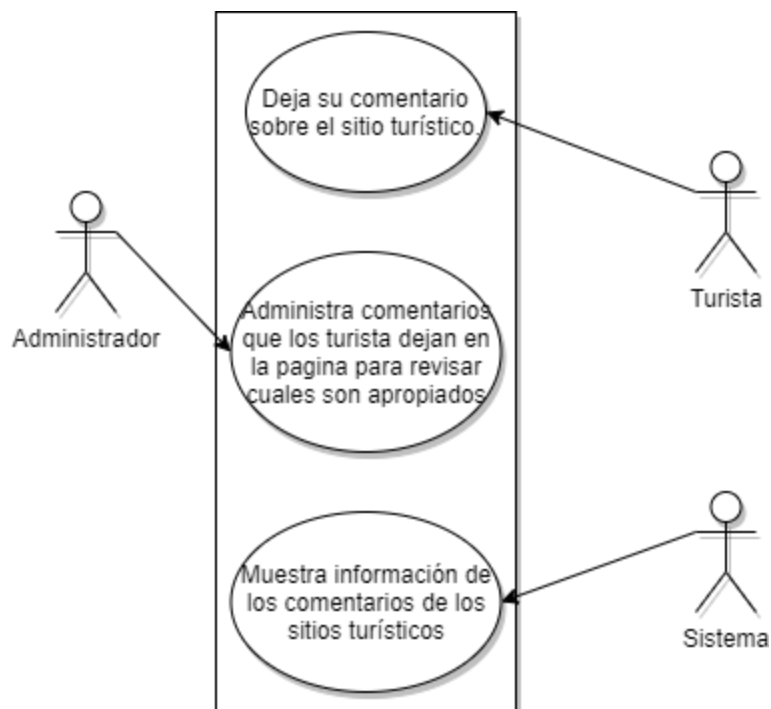 Deja su comentario
sobre el sitio turístico.
Turista
Administrador
Administra comentarios
que los turista dejan en
la pagina para revisar
cuales son apropiados
Muestra información de
los comentarios de los
sitios turísticos
Sistema